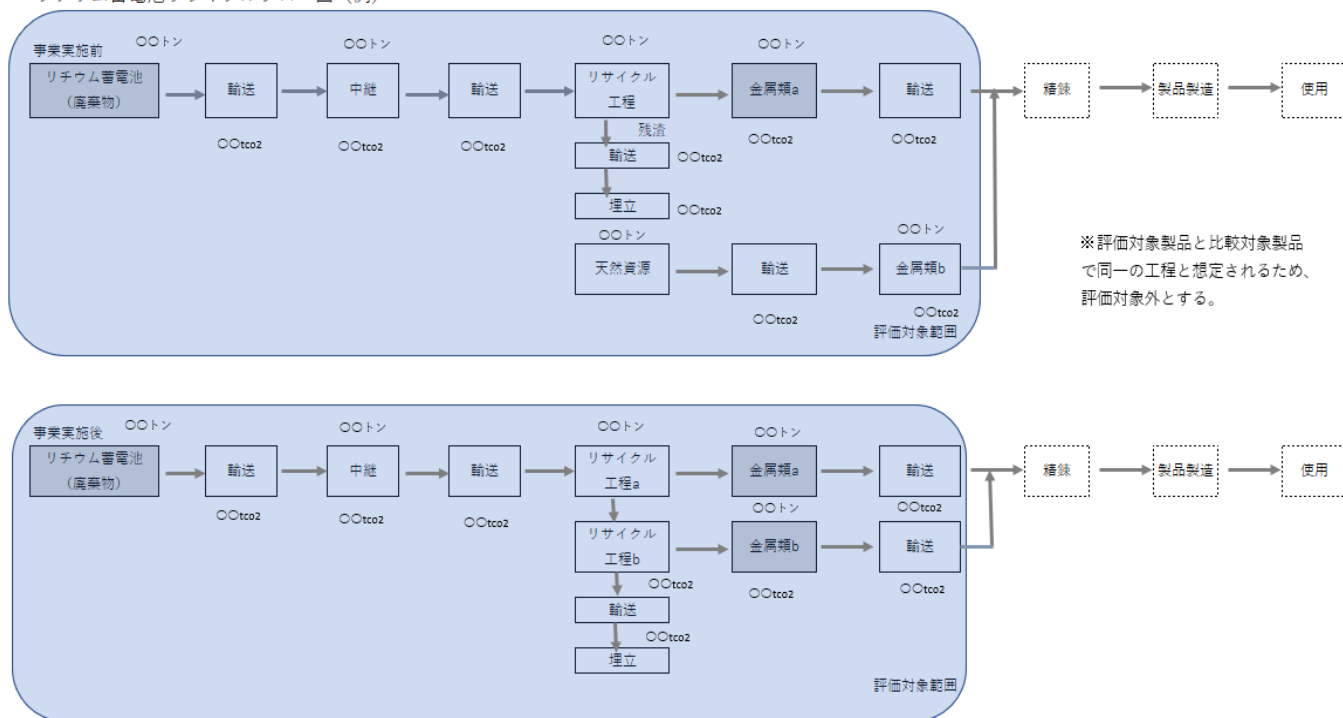 事業実施前
〇〇トン
〇〇トン
〇〇トン
〇〇トン
リチウム蓄電池
（廃棄物）
輸送
中継
輸送
リサイクル
工程
金属類a
輸送
精錬
製品製造
使用
〇〇tco2
〇〇tco2
〇〇tco2
残渣
〇〇tco2
〇〇tco2
輸送
〇〇tco2
埋立
〇〇tco2
〇〇トン
〇〇トン
天然資源
輸送
金属類b
〇〇tco2
〇〇tco2
評価対象範囲
※評価対象製品と比較対象製品
で同一の工程と想定されるため、
評価対象外とする。
事業実施後
〇〇トン
〇〇トン
〇〇トン
〇〇トン
リチウム蓄電池
（廃棄物）
輸送
中継
輸送
リサイクル
工程a
金属類a
輸送
精錬
製品製造
使用
〇〇tco2
〇〇tco2
〇〇tco2
〇〇トン
〇〇tco2
リサイクル
工程b
金属類b
輸送
〇〇tco2
〇〇tco2
〇〇tco2
輸送
〇〇tco2
埋立
評価対象範囲